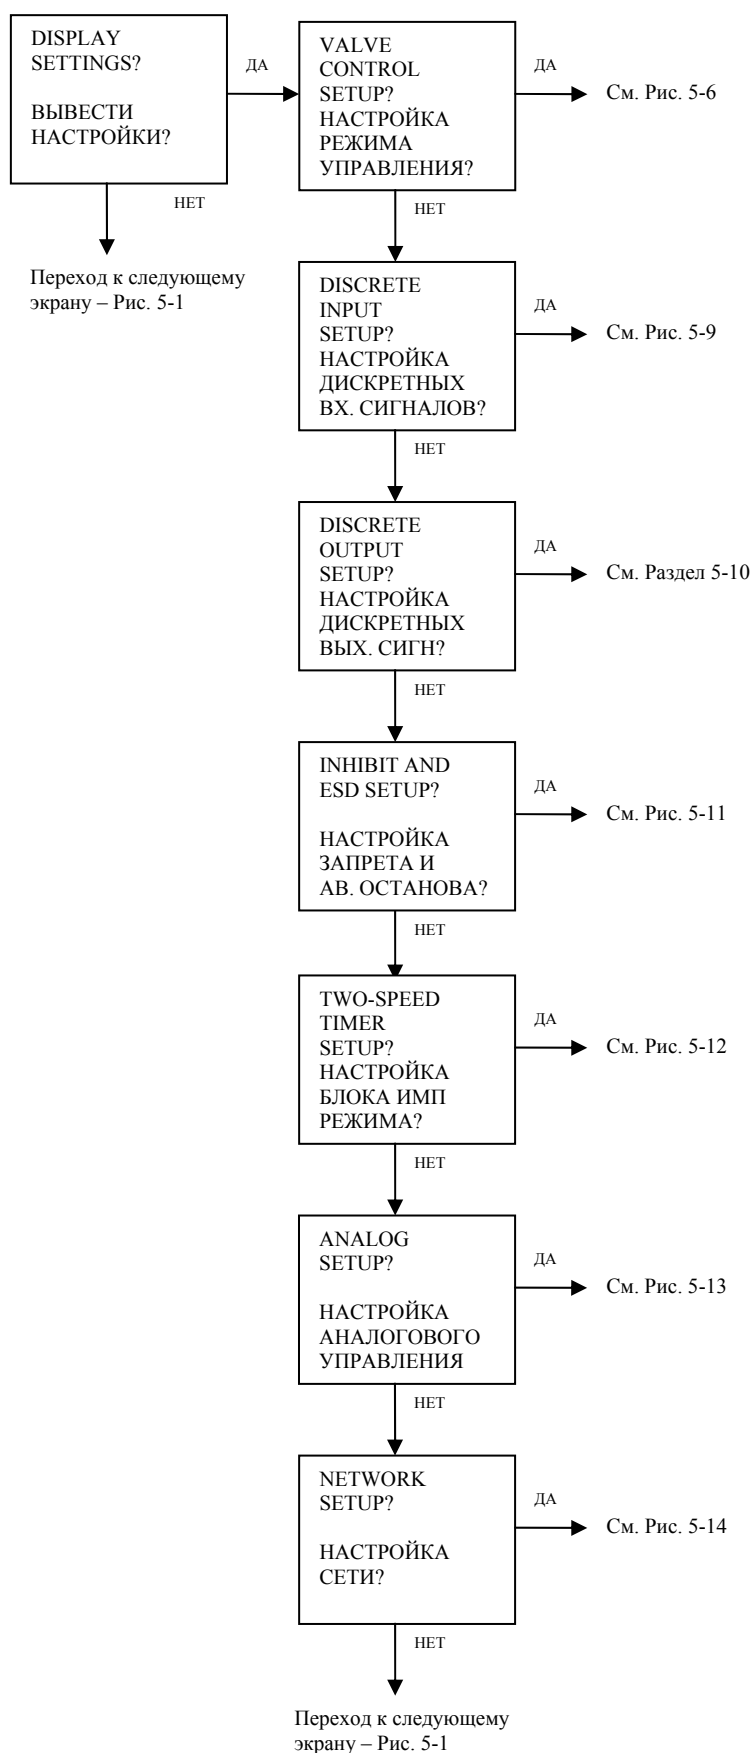 DISPLAY
SETTINGS?
ВЫВЕСТИ
НАСТРОЙКИ?
ДА
НЕТ
Переход к следующему
экрану – Рис. 5-1
VALVE
CONTROL
SETUP?
НАСТРОЙКА
РЕЖИМА
УПРАВЛЕНИЯ?
ДА
См. Рис. 5-6
НЕТ
DISCRETE
INPUT
SETUP?
НАСТРОЙКА
ДИСКРЕТНЫХ
ВХ. СИГНАЛОВ?
ДА
См. Рис. 5-9
НЕТ
DISCRETE
OUTPUT
SETUP?
НАСТРОЙКА
ДИСКРЕТНЫХ
ВЫХ. СИГН?
ДА
См. Раздел 5-10
НЕТ
INHIBIT AND
ESD SETUP?
НАСТРОЙКА
ЗАПРЕТА И
АВ. ОСТАНОВА?
ДА
См. Рис. 5-11
НЕТ
TWO-SPEED
TIMER
SETUP?
НАСТРОЙКА
БЛОКА ИМП
РЕЖИМА?
ДА
См. Рис. 5-12
НЕТ
ANALOG
SETUP?
НАСТРОЙКА
АНАЛОГОВОГО
УПРАВЛЕНИЯ
ДА
См. Рис. 5-13
НЕТ
NETWORK
SETUP?
НАСТРОЙКА
СЕТИ?
ДА
См. Рис. 5-14
НЕТ
Переход к следующему
экрану – Рис. 5-1